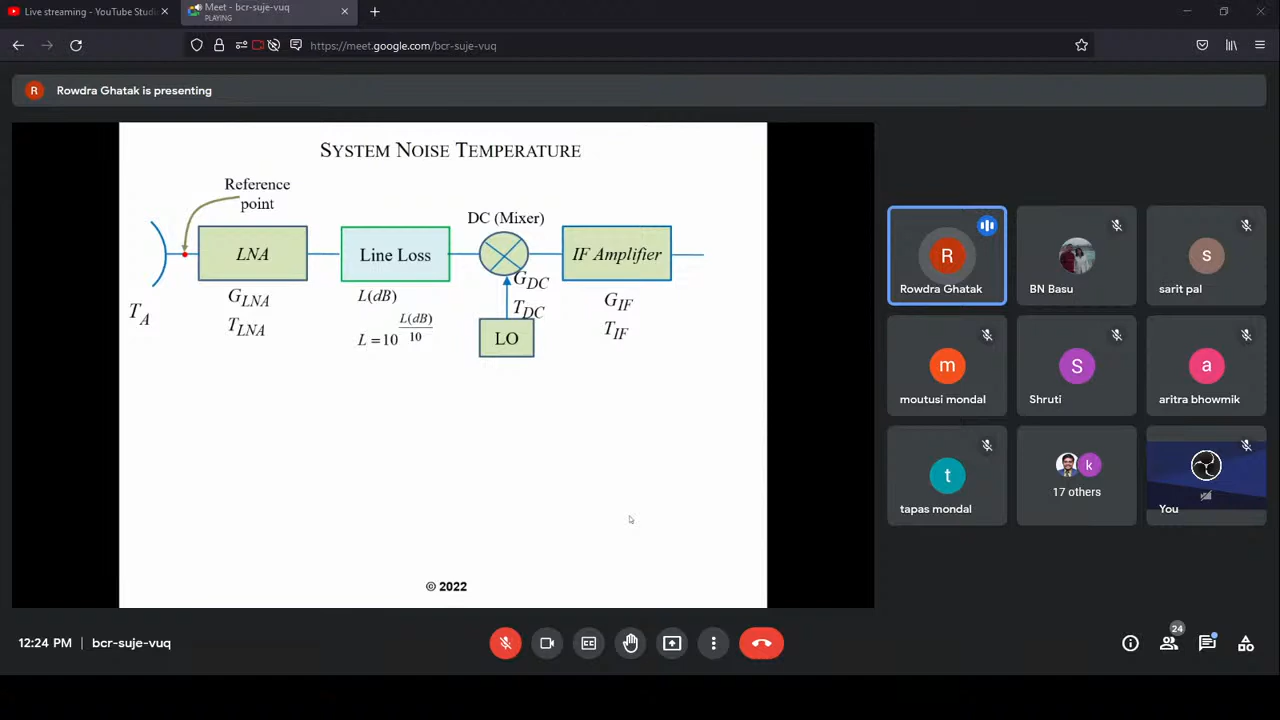 Live streaming - YouTube Studi
Meet - bcr-suje-vuq
PLAYING
https://meet.google.com/bcr-suje-vuq
R
Rowdra Ghatak is presenting
SYSTEM NOISE TEMPERATURE
Reference
point
DC (Mixer)
LNA
Line Loss
IF Amplifier
T_A
G_LNA
T_LNA
L(dB)
L = 10^(L(dB)/10)
G_DC
T_DC
LO
G_IF
T_IF
© 2022
R
Rowdra Ghatak
BN Basu
s
sarit pal
m
moutusi mondal
S
Shruti
a
aritra bhowmik
t
tapas mondal
k
17 others
You
12:24 PM | bcr-suje-vuq
24